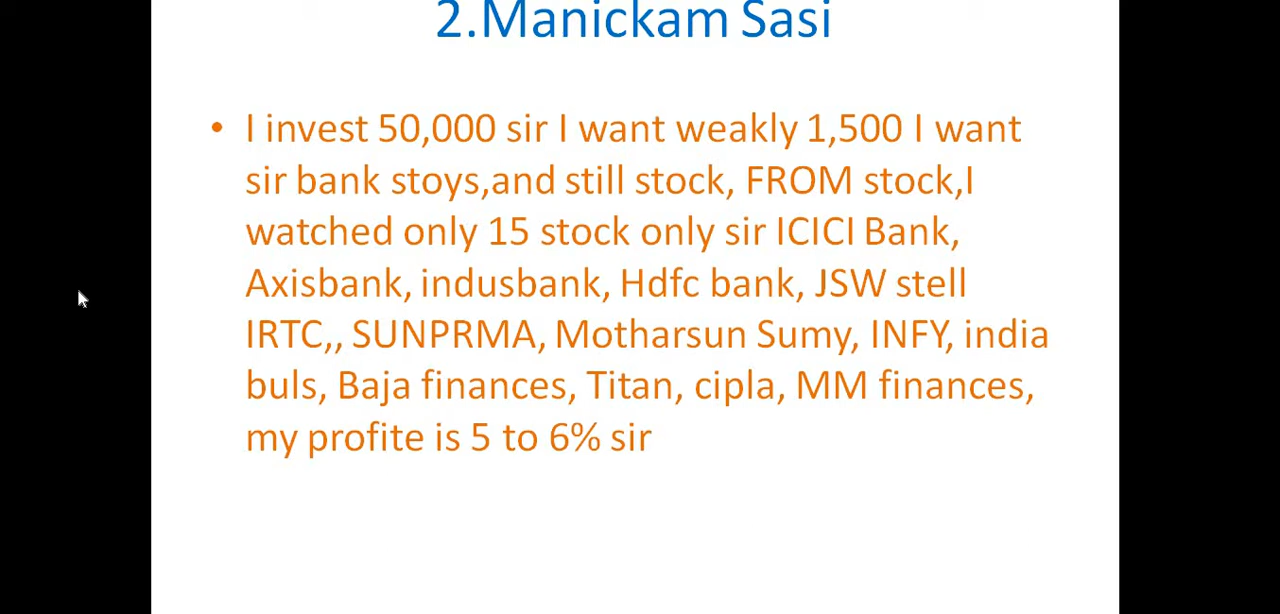 2.Manickam Sasi
• I invest 50,000 sir I want weakly 1,500 I want
sir bank stoys,and still stock, FROM stock,I
watched only 15 stock only sir ICICI Bank,
Axisbank, indusbank, Hdfc bank, JSW stell
IRTC,, SUNPRMA, Motharsun Sumy, INFY, india
buls, Baja finances, Titan, cipla, MM finances,
my profite is 5 to 6% sir